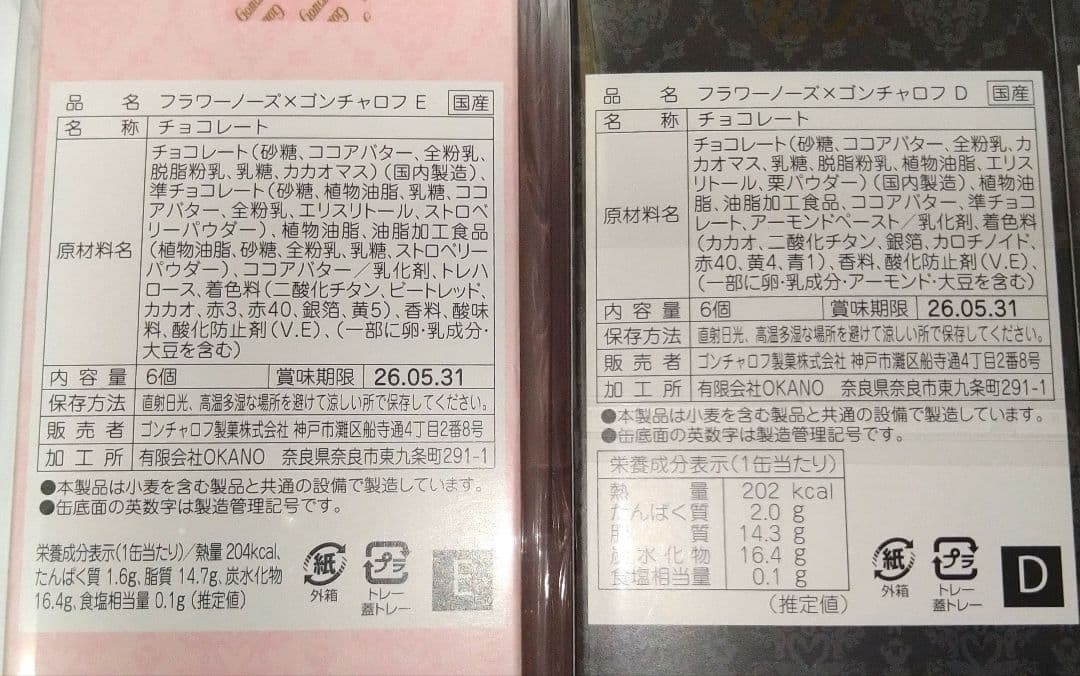 品名 フラワーノーズ×ゴンチャロフ E 国産
名称 チョコレート
原材料名
チョコレート(砂糖、ココアバター、全粉乳、
脱脂粉乳、乳糖、カカオマス)(国内製造)、
準チョコレート(砂糖、植物油脂、乳糖、ココ
アバター、全粉乳、エリスリトール、ストロベ
リーパウダー)、植物油脂、油脂加工食品
(植物油脂、砂糖、全粉乳、乳糖、ストロベリー
パウダー)、ココアバター/乳化剤、トレハ
ロース、着色料(二酸化チタン、ビートレッド、
カカオ、赤3、赤40、銀箔、黄5)、香料、酸味
料、酸化防止剤(V.E)、(一部に卵・乳成分・
大豆を含む)
内容量 6個 賞味期限 26.05.31
保存方法 直射日光、高温多湿な場所を避けて涼しい所で保存してください。
販売者 ゴンチャロフ製菓株式会社 神戸市灘区船寺通4丁目2番8号
加工所 有限会社OKANO 奈良県奈良市東九条町291-1
●本製品は小麦を含む製品と共通の設備で製造しています。
●缶底面の英数字は製造管理記号です。
栄養成分表示(1缶当たり)/熱量 204kcal、
たんぱく質 1.6g、脂質 14.7g、炭水化物
16.4g、食塩相当量 0.1g (推定値)
紙
外箱
プラ
トレー
蓋トレー
E
品名 フラワーノーズ×ゴンチャロフ D 国産
名称 チョコレート
原材料名
チョコレート(砂糖、ココアバター、全粉乳、カ
カオマス、乳糖、脱脂粉乳、植物油脂、エリス
リトール、栗パウダー)(国内製造)、植物油
脂、油脂加工食品、ココアバター、準チョコ
レート、アーモンドペースト/乳化剤、着色料
(カカオ、二酸化チタン、銀箔、カロチノイド、
赤40、黄4、青1)、香料、酸化防止剤(V.E)、
(一部に卵・乳成分・アーモンド・大豆を含む)
内容量 6個 賞味期限 26.05.31
保存方法 直射日光、高温多湿な場所を避けて涼しい所で保存してください。
販売者 ゴンチャロフ製菓株式会社 神戸市灘区船寺通4丁目2番8号
加工所 有限会社OKANO 奈良県奈良市東九条町291-1
●本製品は小麦を含む製品と共通の設備で製造しています。
●缶底面の英数字は製造管理記号です。
栄養成分表示(1缶当たり)
熱量 202 kcal
たんぱく質 2.0 g
脂質 14.3 g
炭水化物 16.4 g
食塩相当量 0.1 g
(推定値)
紙
外箱
プラ
トレー
蓋トレー
D